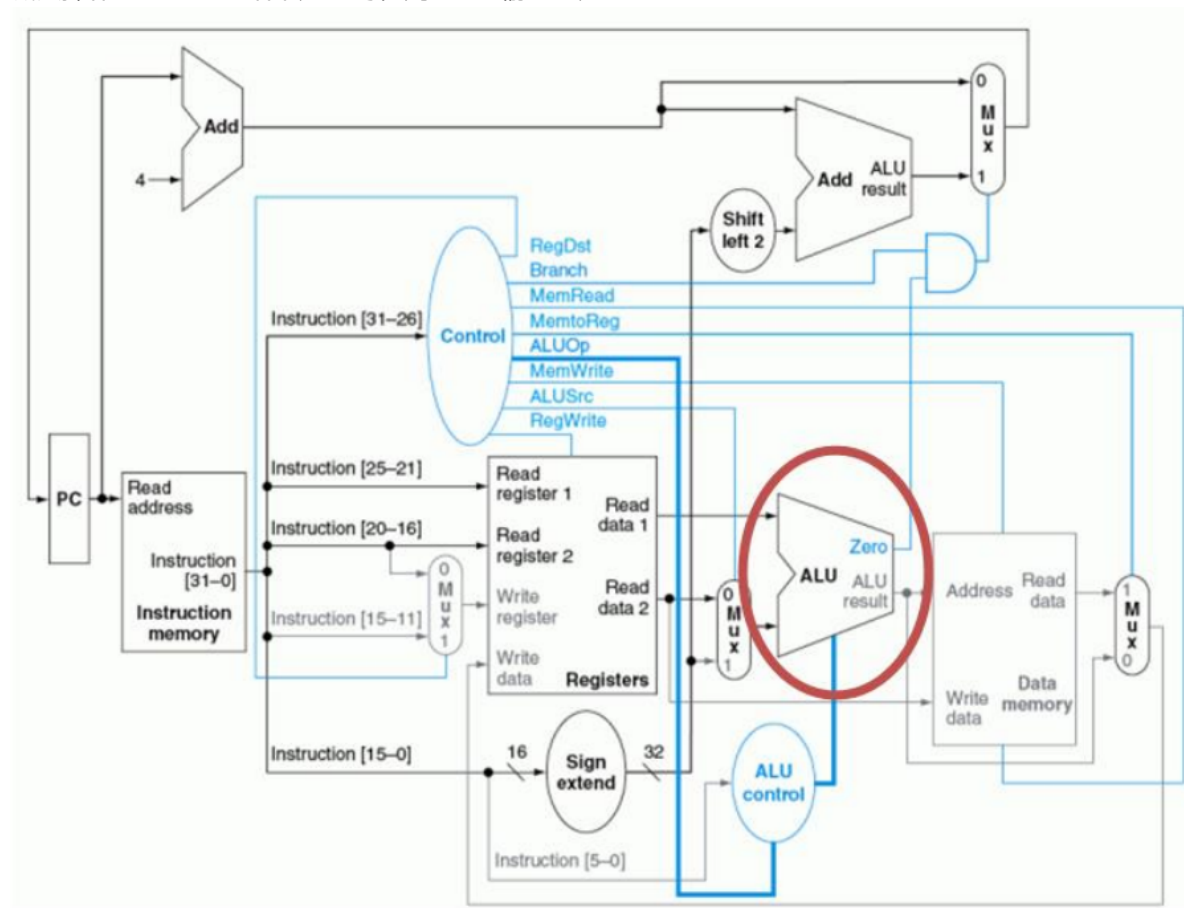 Add
4
Add
ALU
result
0
M
u
x
1
Shift
left 2
RegDst
Branch
MemRead
MemtoReg
ALUOp
MemWrite
ALUSrc
RegWrite
Control
Instruction [31–26]
Instruction [25–21]
Instruction [20–16]
Instruction [15–11]
Instruction [15–0]
Instruction [5–0]
PC
Read
address
Instruction
[31–0]
Instruction
memory
0
M
u
x
1
Read
register 1
Read
register 2
Write
register
Write
data
Read
data 1
Read
data 2
Registers
0
M
u
x
1
Zero
ALU
ALU
result
Address
Read
data
Write
data
Data
memory
1
M
u
x
0
16
Sign
extend
32
ALU
control